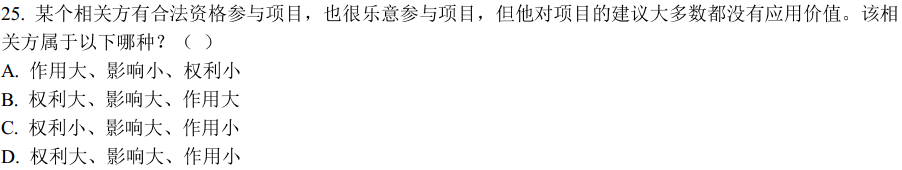 25. 某个相关方有合法资格参与项目，也很乐意参与项目，但他对项目的建议大多数都没有应用价值。该相
关方属于以下哪种？（ ）
A. 作用大、影响小、权利小
B. 权利大、影响大、作用大
C. 权利小、影响大、作用小
D. 权利大、影响大、作用小